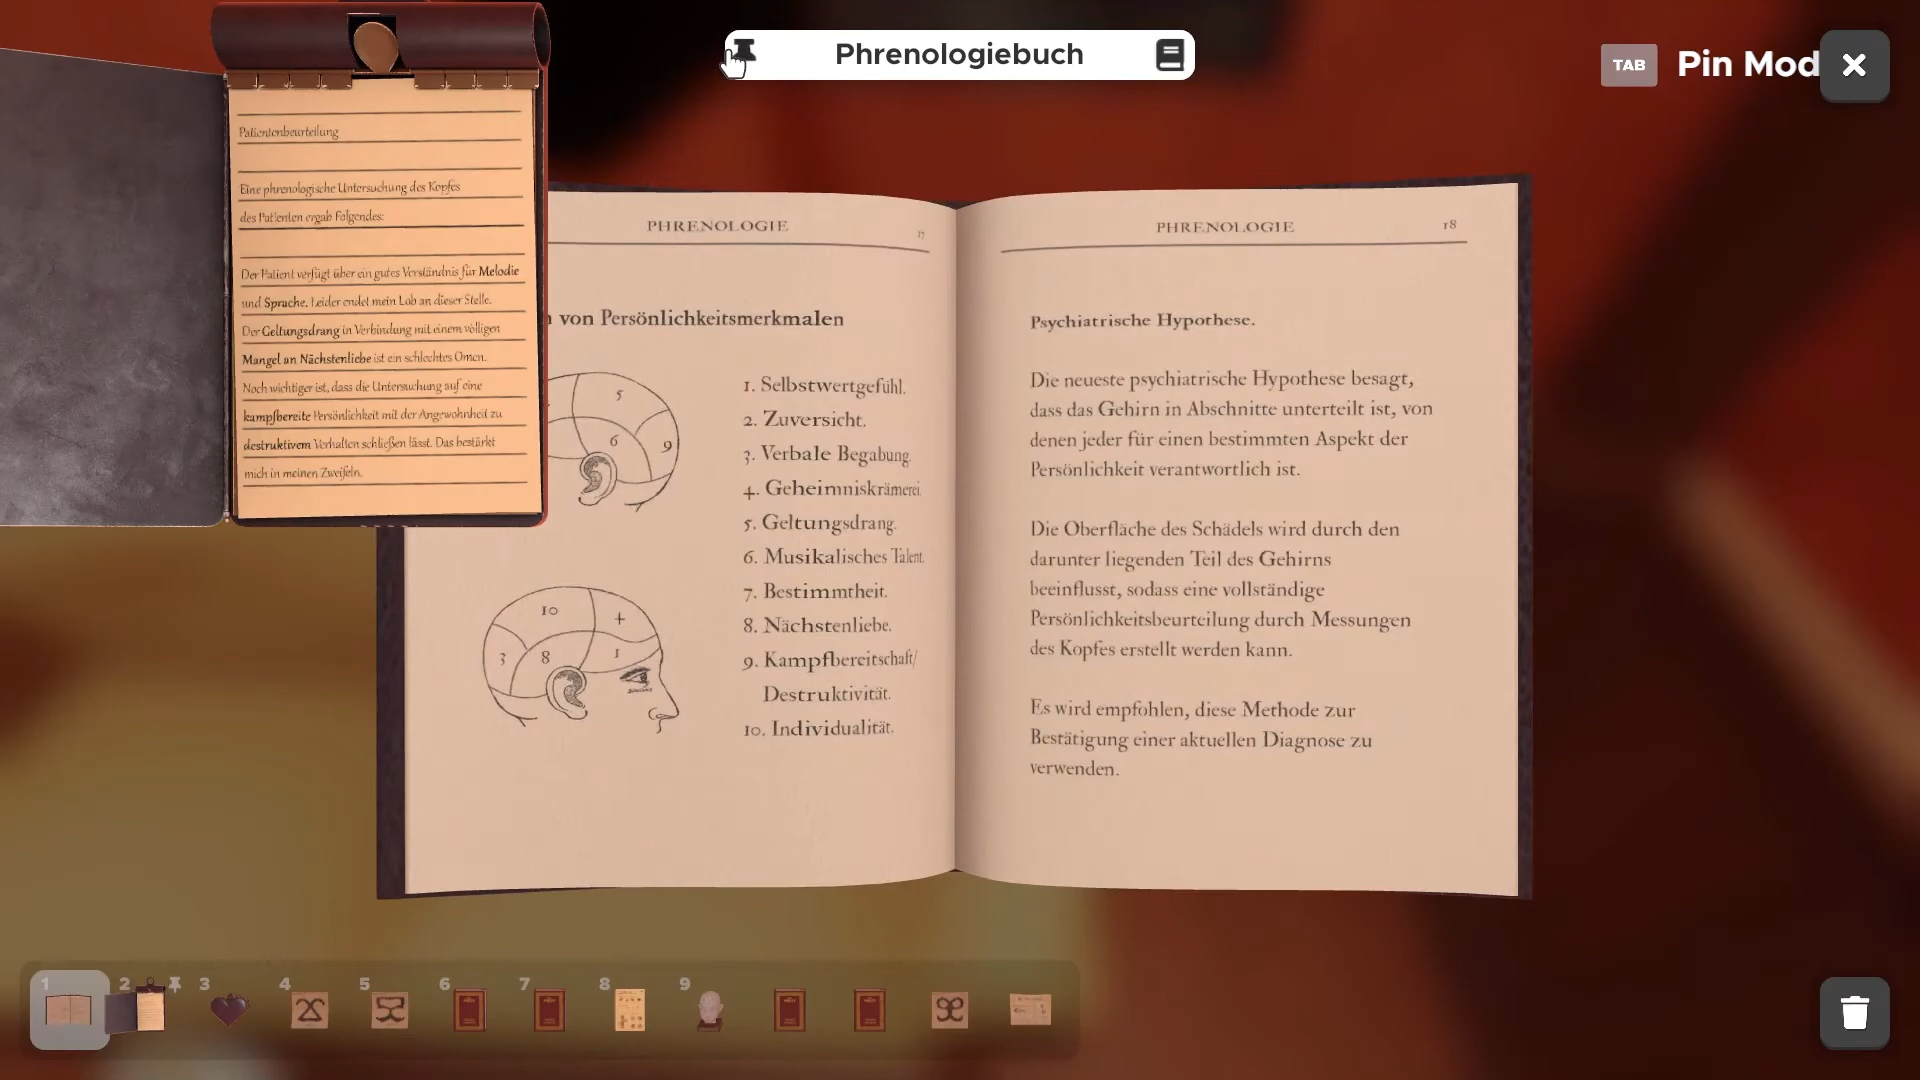 Phrenologiebuch
TAB
Pin Mod
Patientenbeurteilung
Eine phrenologische Untersuchung des Kopfes
des Patienten ergab Folgendes:
Der Patient verfügt über ein gutes Verständnis für Melodie
und Sprache. Leider endet mein Lob an dieser Stelle.
Der Geltungsdrang in Verbindung mit einem völligen
Mangel an Nächstenliebe ist ein schlechtes Omen.
Noch wichtiger ist, dass die Untersuchung auf eine
kampfbereite Persönlichkeit mit der Angewohnheit zu
destruktivem Verhalten schließen lässt. Das bestärkt
mich in meinen Zweifeln.
PHRENOLOGIE
17
von Persönlichkeitsmerkmalen
5
6
9
10
4
3
8
1
1. Selbstwertgefühl.
2. Zuversicht.
3. Verbale Begabung.
4. Geheimniskrämerei.
5. Geltungsdrang.
6. Musikalisches Talent.
7. Bestimmtheit.
8. Nächstenliebe.
9. Kampfbereitschaft/
Destruktivität.
10. Individualität.
PHRENOLOGIE
18
Psychiatrische Hypothese.
Die neueste psychiatrische Hypothese besagt,
dass das Gehirn in Abschnitte unterteilt ist, von
denen jeder für einen bestimmten Aspekt der
Persönlichkeit verantwortlich ist.
Die Oberfläche des Schädels wird durch den
darunter liegenden Teil des Gehirns
beeinflusst, sodass eine vollständige
Persönlichkeitsbeurteilung durch Messungen
des Kopfes erstellt werden kann.
Es wird empfohlen, diese Methode zur
Bestätigung einer aktuellen Diagnose zu
verwenden.
1 2 3 4 5 6 7 8 9